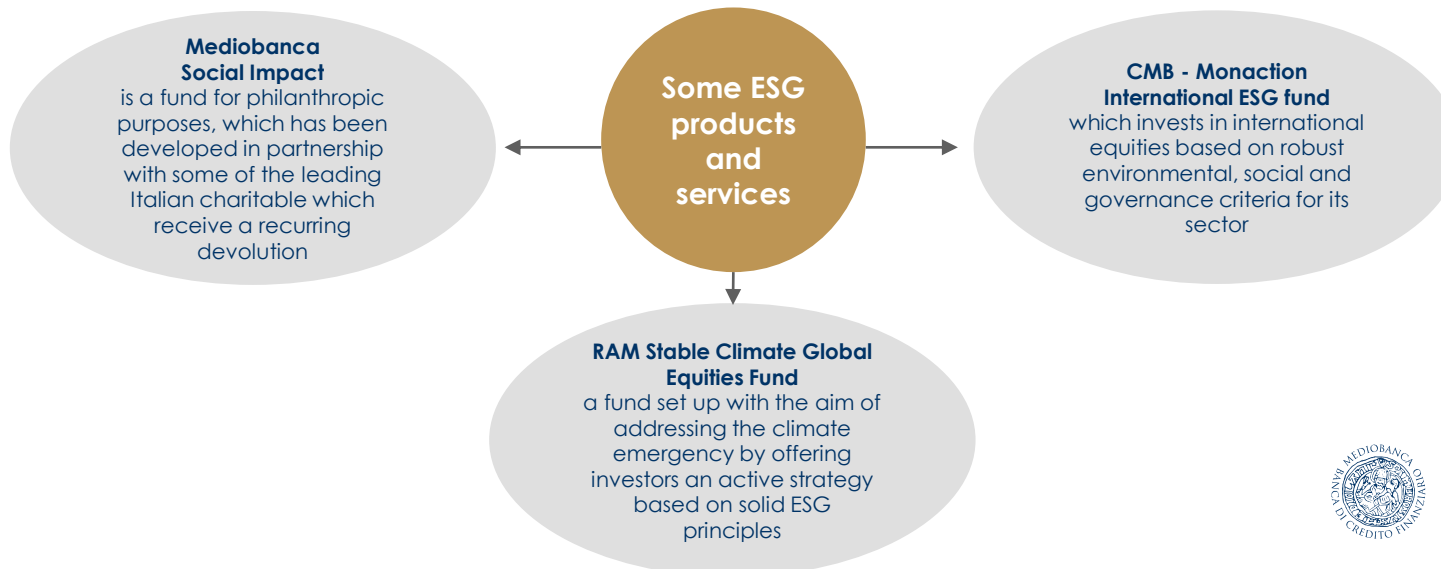 Mediobanca
Social Impact
is a fund for philanthropic
purposes, which has been
developed in partnership
with some of the leading
Italian charitable which
receive a recurring
devolution
Some ESG
products
and
services
CMB - Monaction
International ESG fund
which invests in international
equities based on robust
environmental, social and
governance criteria for its
sector
RAM Stable Climate Global
Equities Fund
a fund set up with the aim of
addressing the climate
emergency by offering
investors an active strategy
based on solid ESG
principles
MEDIOBANCA
BANCA DI CREDITO FINANZIARIO